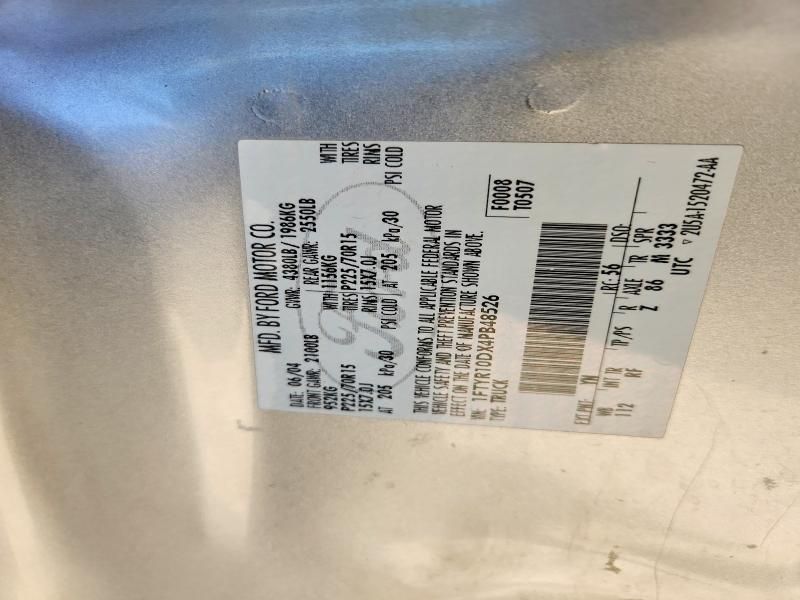 MFD. BY FORD MOTOR CO.
DATE: 06/04 GVWR: 4380LB/1986KG
FRONT GAWR: 2100LB REAR GAWR: 2550LB
952KG WITH 1156KG WITH
P225/70R15 TIRES P225/70R15 TIRES
15X7.0J RIMS 15X7.0J RIMS
AT 205 kPa/30 PSI COLD AT 205 kPa/30 PSI COLD
THIS VEHICLE CONFORMS TO ALL APPLICABLE FEDERAL MOTOR
VEHICLE SAFETY AND THEFT PREVENTION STANDARDS IN
EFFECT ON THE DATE OF MANUFACTURE SHOWN ABOVE.
VIN: 1FTYR10DX4PB48526
TYPE: TRUCK
F0008
T0507
EXT PNT: YN RC: 56 DSO:
WB INT TR TP/PS R AXLE TR SPR
112 RF Z 86 M 3333
UTC ▽ 2U5A-1520472-AA
Ford